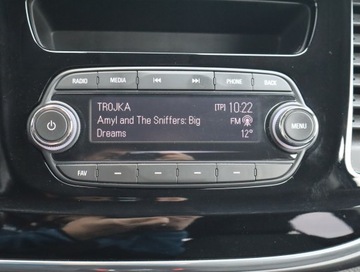 RADIO MEDIA PHONE BACK
TROJKA [TP] 10:22
Amyl and The Sniffers: Big FM
Dreams 12°
MENU
FAV